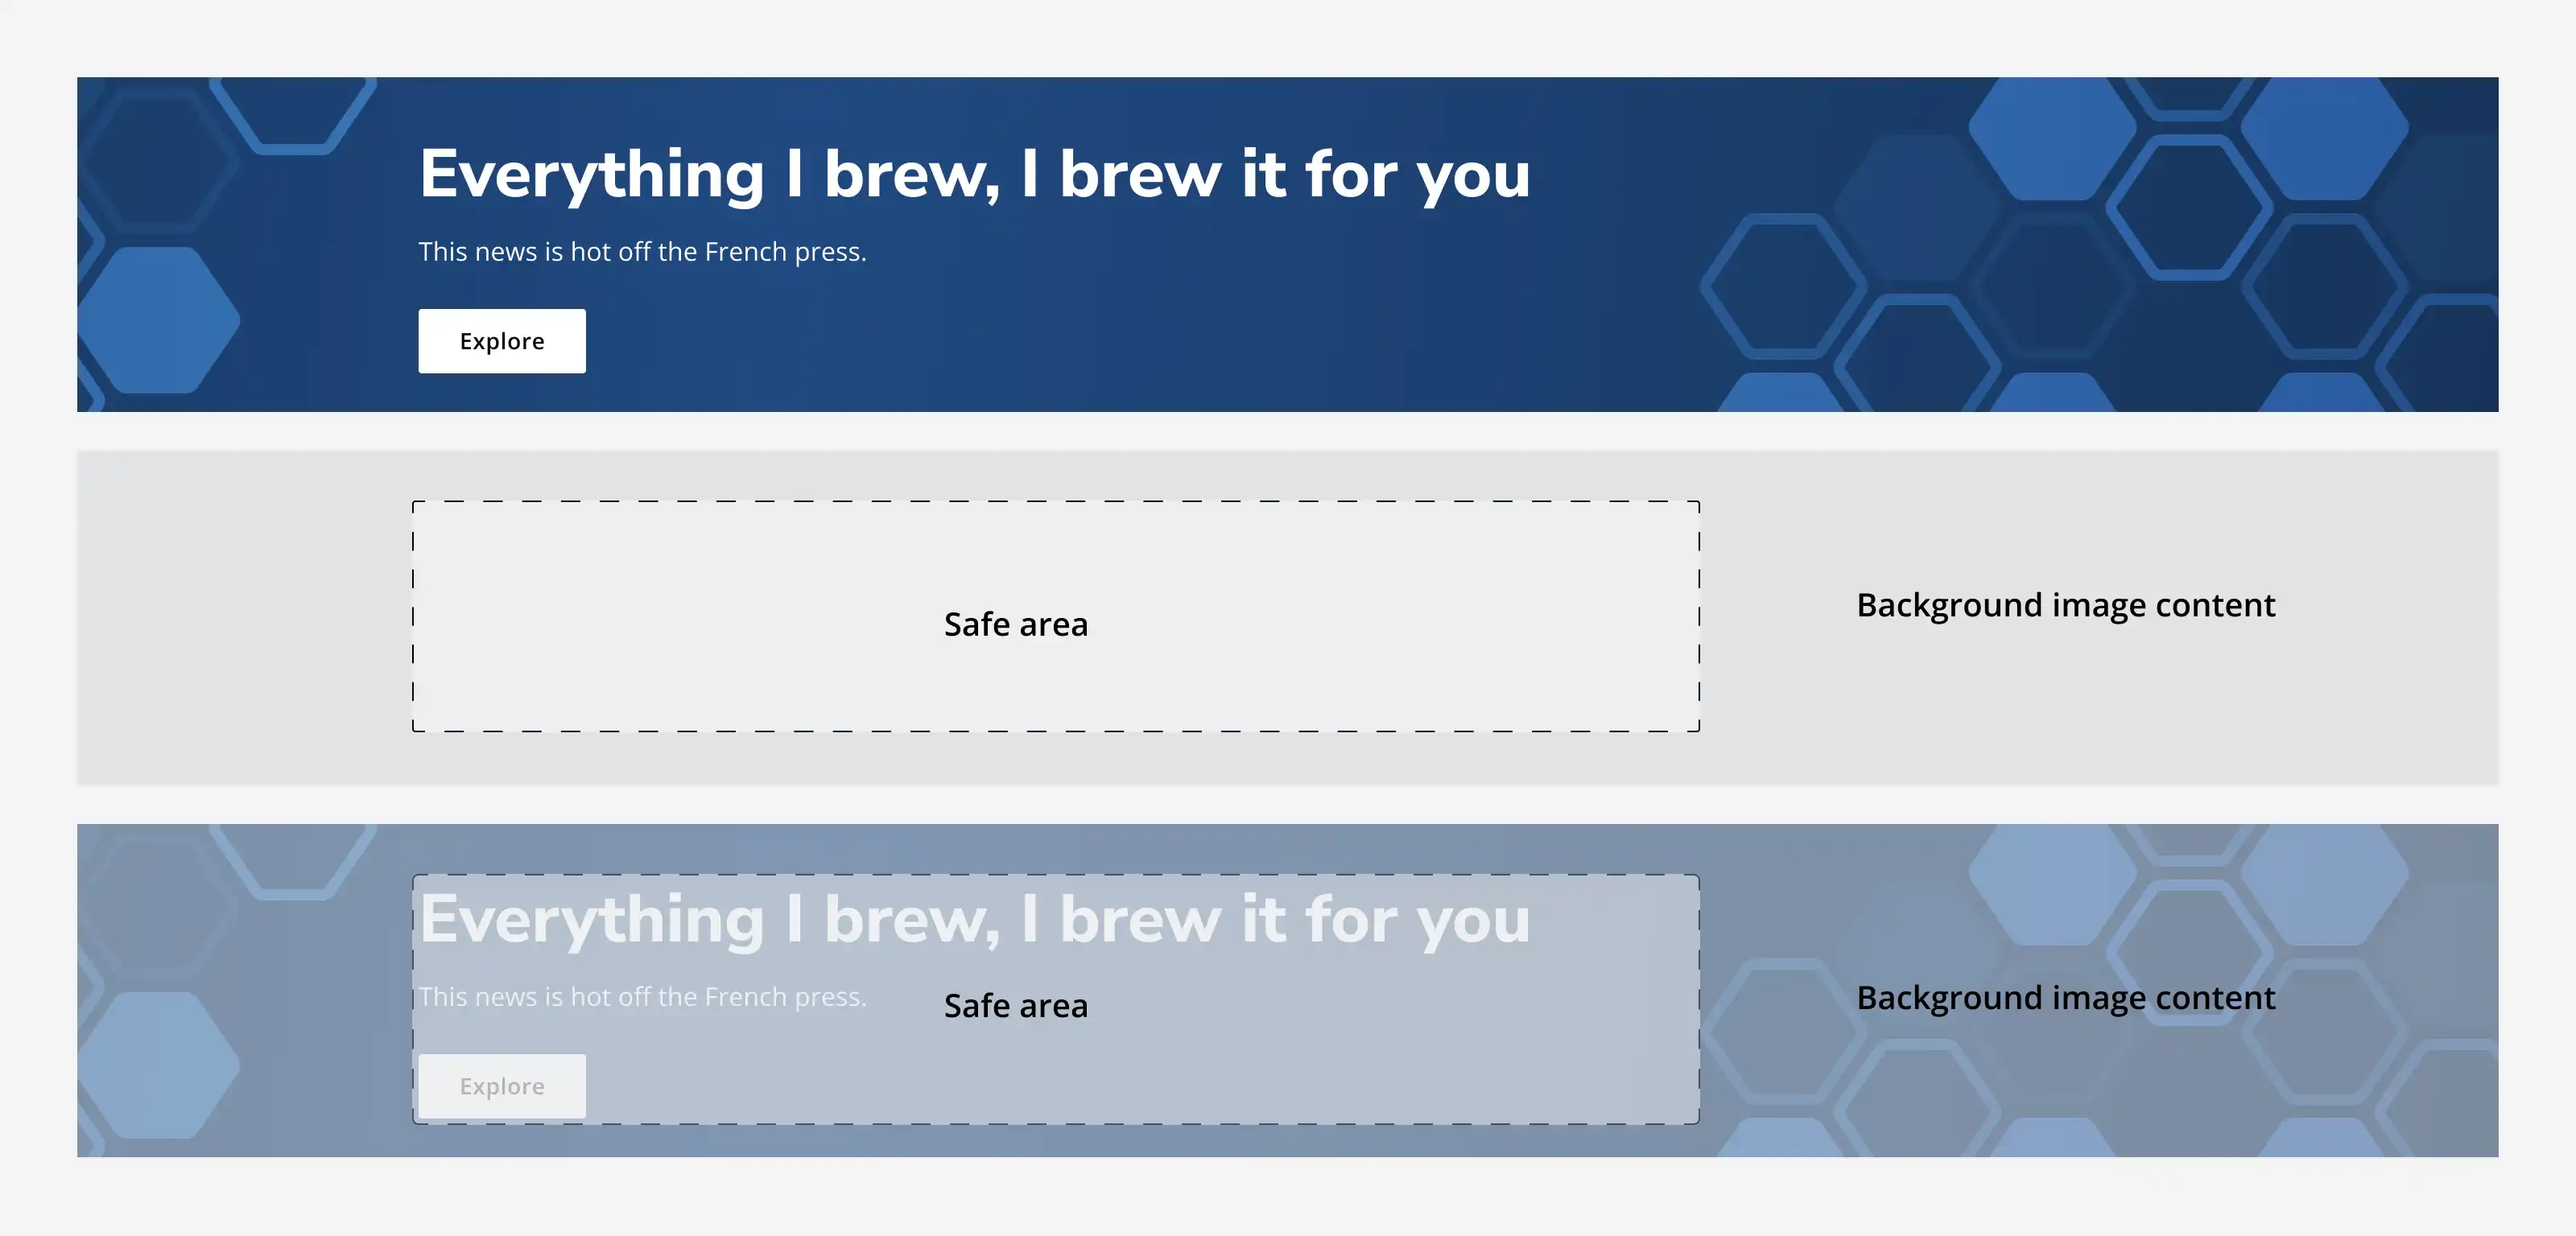 Everything I brew, I brew it for you
This news is hot off the French press.
Explore
Safe area
Background image content
Everything I brew, I brew it for you
This news is hot off the French press.
Safe area
Background image content
Explore